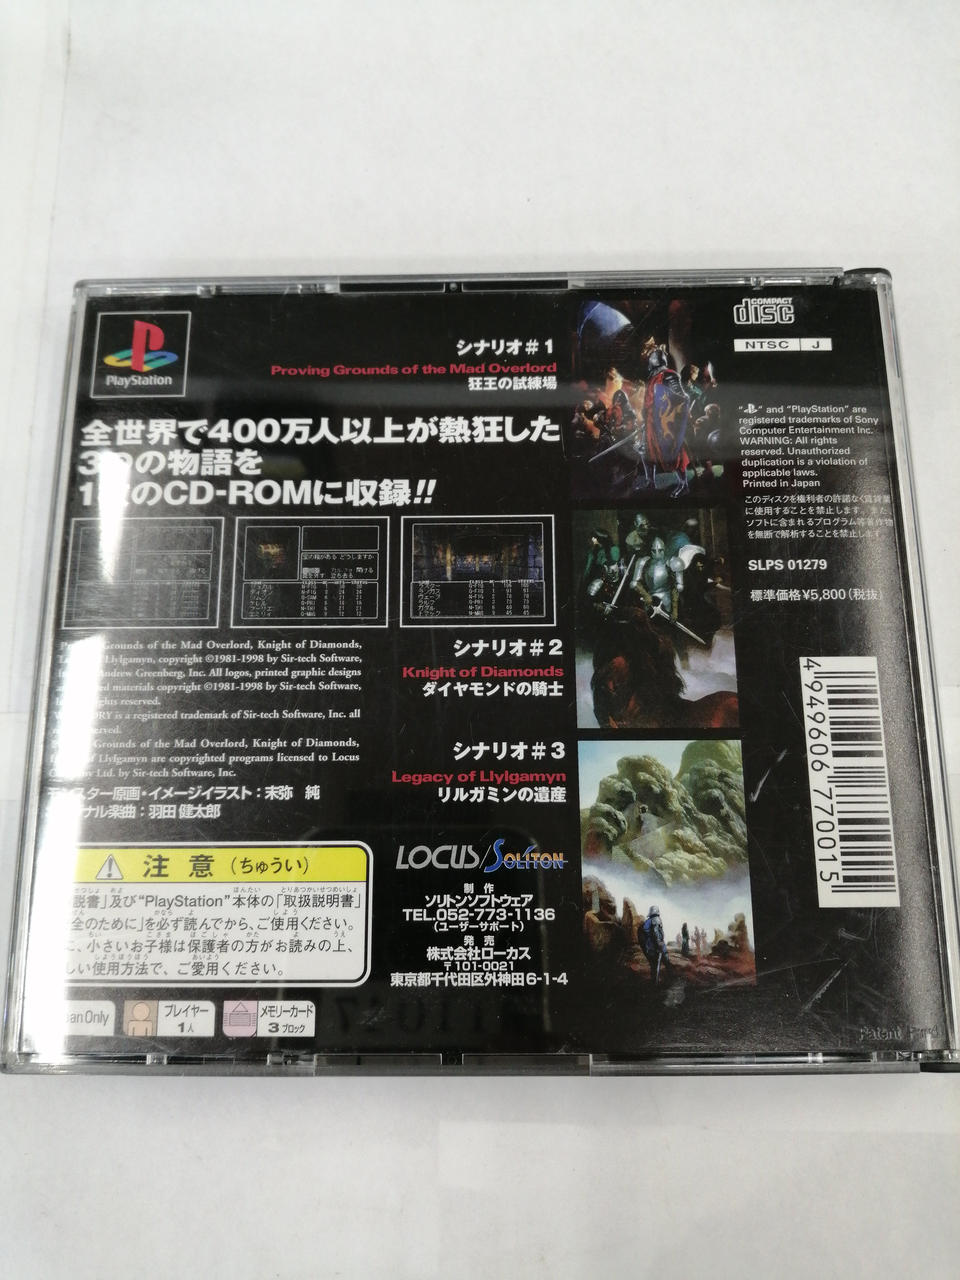 PlayStation
シナリオ#1
Proving Grounds of the Mad Overlord
狂王の試練場
全世界で400万人以上が熱狂した
の物語を
のCD-ROMに収録!!
シナリオ#2
Knight of Diamonds
ダイヤモンドの騎士
シナリオ#3
Legacy of Llylgamyn
リルガミンの遺産
Grounds of the Mad Overlord, Knight of Diamonds,
Llylgamyn, copyright ©1981-1998 by Sir-tech Software,
Andrew Greenberg, Inc. All logos, printed graphic designs
materials copyright ©1981-1998 by Sir-tech Software,
reserved.
is a registered trademark of Sir-tech Software, Inc. all
Grounds of the Mad Overlord, Knight of Diamonds,
of Llylgamyn are copyrighted programs licensed to Locus
Ltd. by Sir-tech Software, Inc.
モンスター原画・イメージイラスト:末弥 純
ナル楽曲:羽田 健太郎
注意(ちゅうい)
説書」及び"PlayStation"本体の「取扱説明書」
全のために」を必ず読んでから、ご使用ください。
、小さいお子様は保護者の方がお読みの上、
しい使用方法で、ご愛用ください。
an Only
プレイヤー
1人
メモリーカード
3ブロック
LOCUS/SOLITON
制作
ソリトンソフトウェア
TEL.052-773-1136
(ユーザーサポート)
発売
株式会社ローカス
〒101-0021
東京都千代田区外神田6-1-4
COMPACT
disc
NTSC J
" " and "PlayStation" are
registered trademarks of Sony
Computer Entertainment Inc.
WARNING: All rights
reserved. Unauthorized
duplication is a violation of
applicable laws.
Printed in Japan
このディスクを権利者の許諾なく賃貸業
に使用することを禁止します。また、
ソフトに含まれるプログラム等著作物
を無断で解析することを禁止します。
SLPS 01279
標準価格¥5,800(税抜)
4 949606 770015
Patent